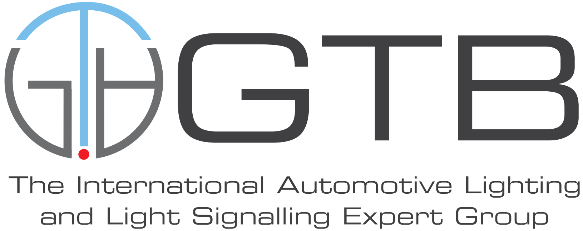 GTB
The International Automotive Lighting
and Light Signalling Expert Group